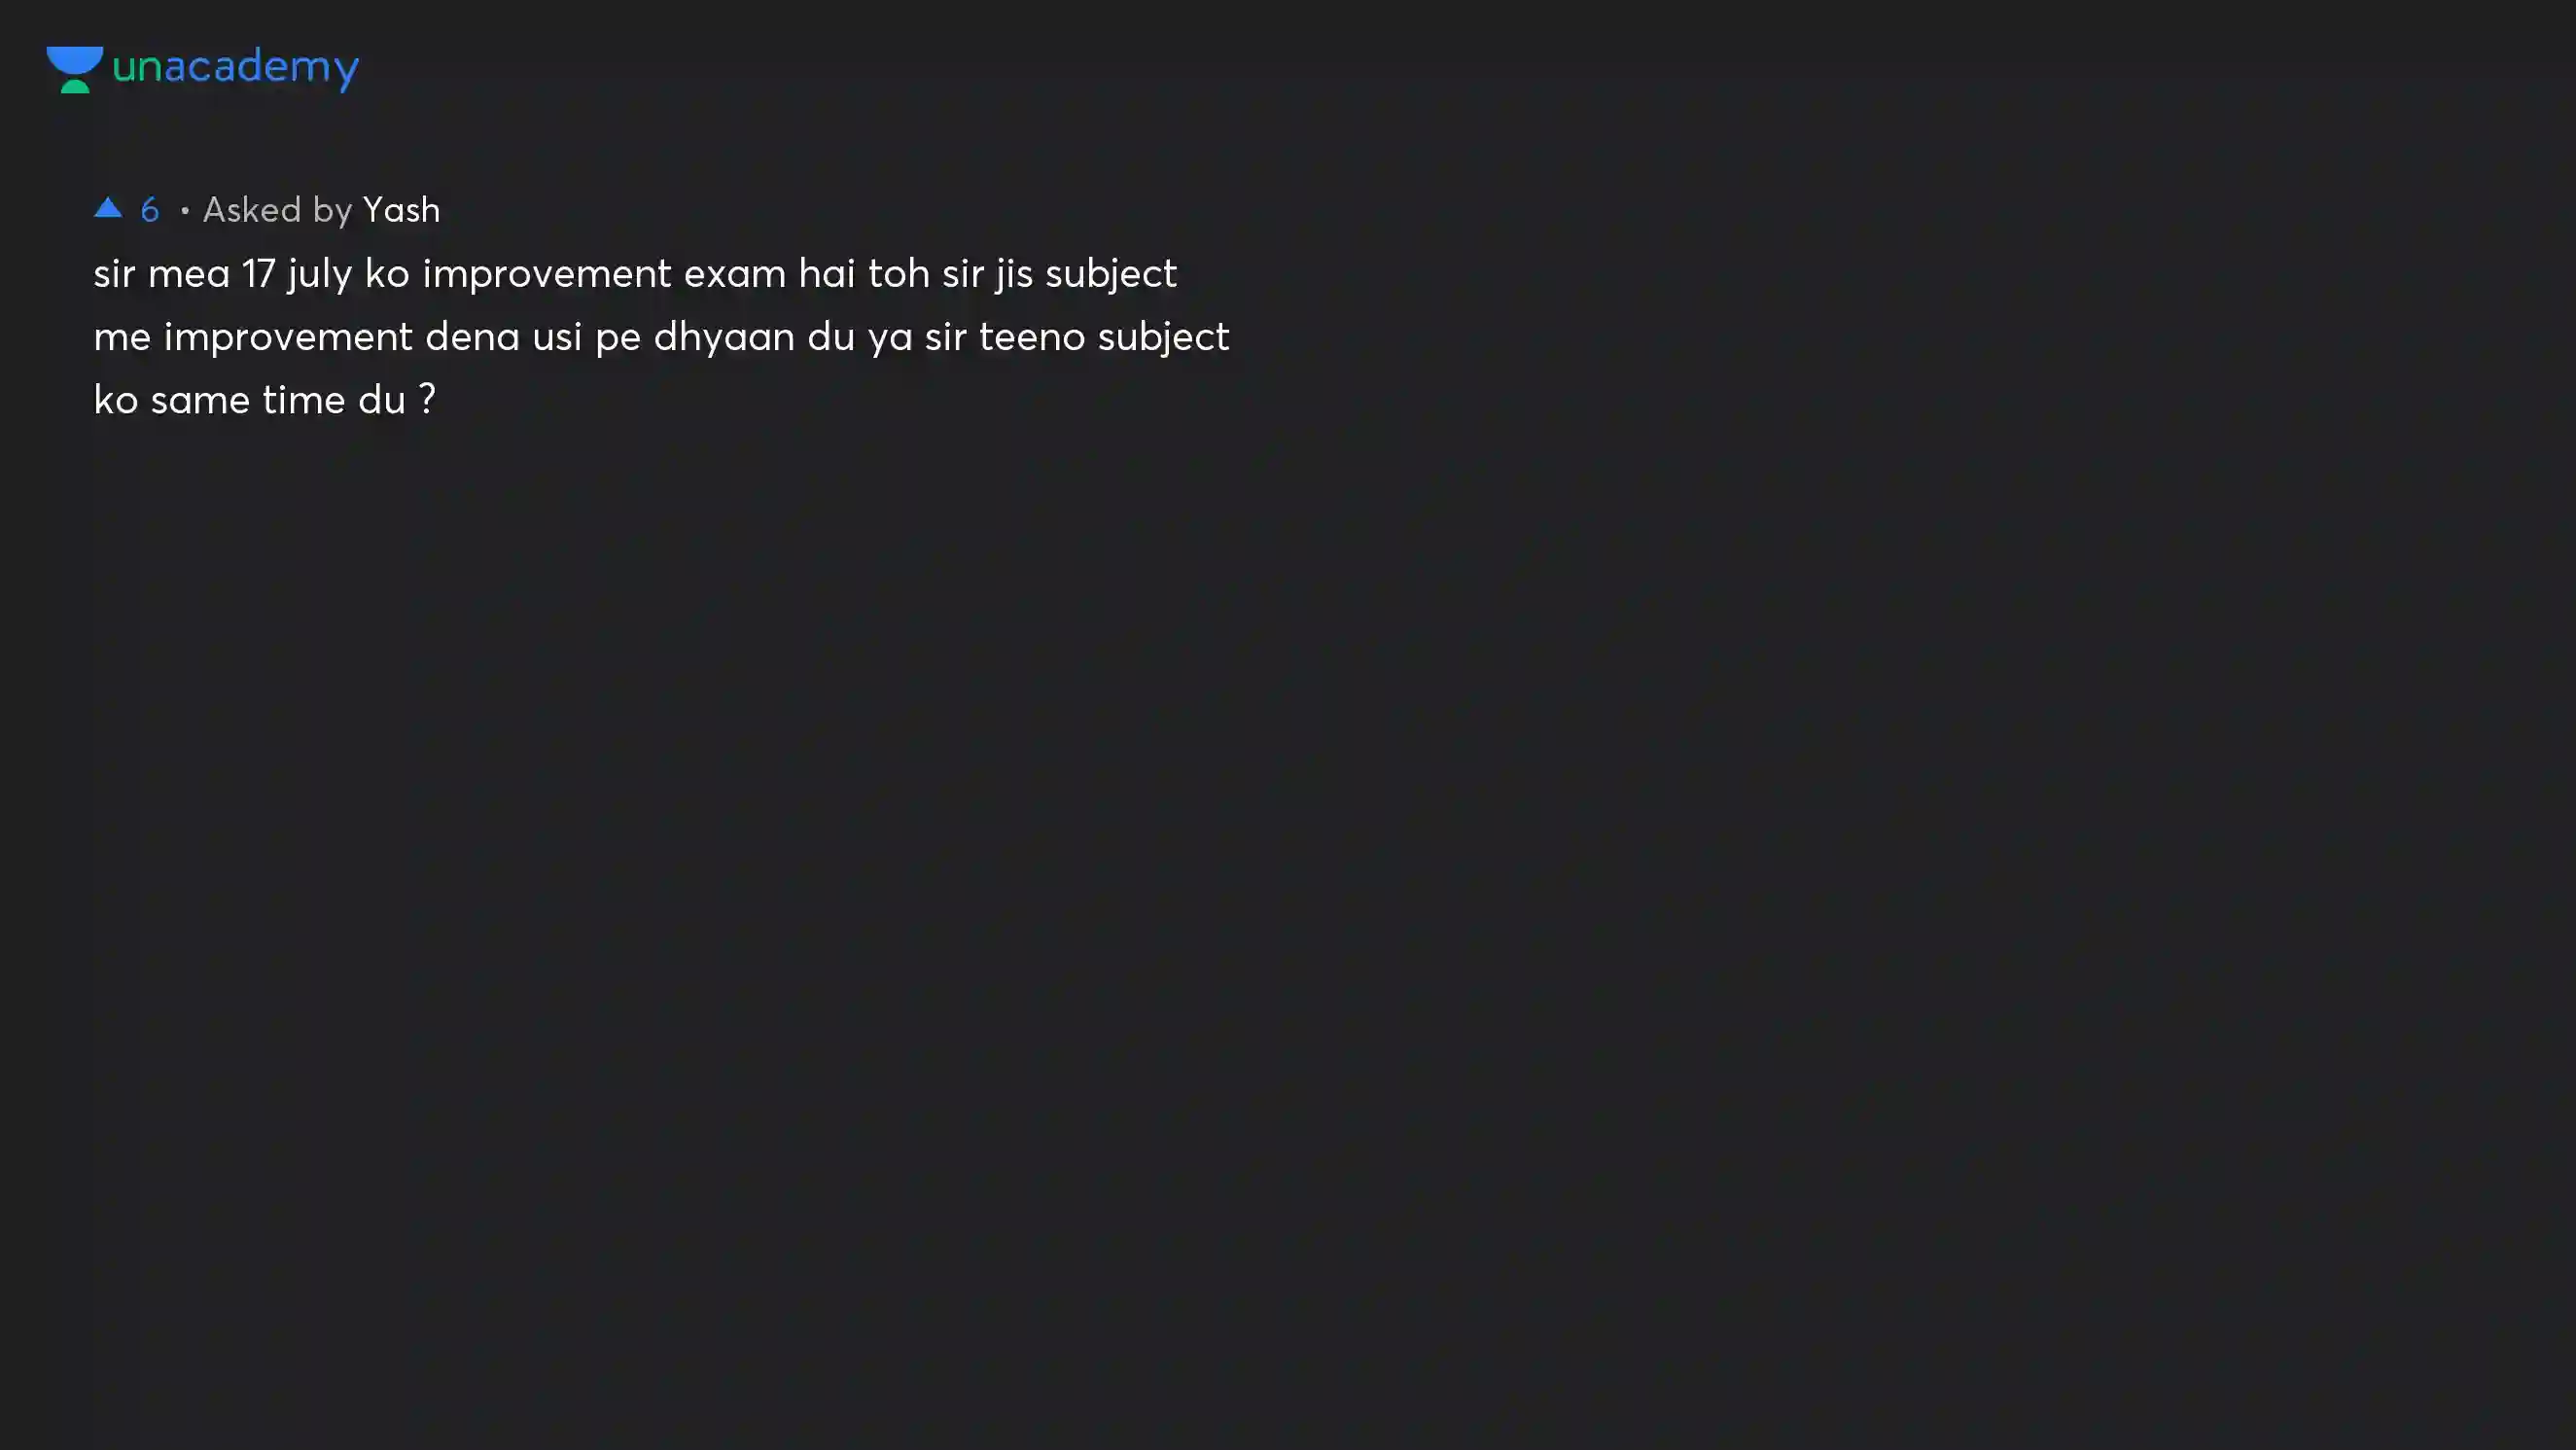 unacademy
▲ 6 • Asked by Yash
sir mea 17 july ko improvement exam hai toh sir jis subject
me improvement dena usi pe dhyaan du ya sir teeno subject
ko same time du ?